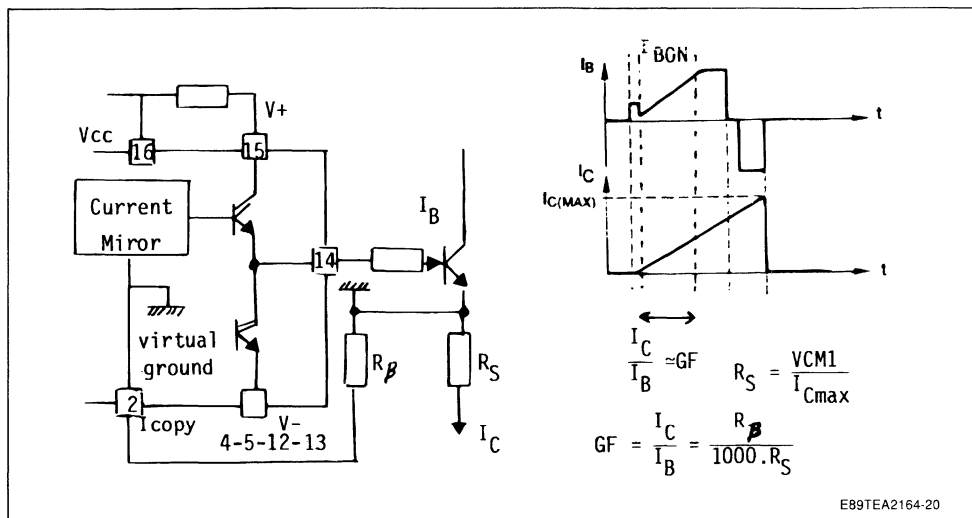 V+
Vcc
16
15
Current
Miror
I_B
14
virtual
ground
R_β
R_S
2
Icopy
V-
4-5-12-13
I_C
I_BON
I_B
t
I_C
I_C(MAX)
t
I_C / I_B ≃GF
R_S = VCM1 / I_Cmax
GF = I_C / I_B = R_β / 1000.R_S
E89TEA2164-20